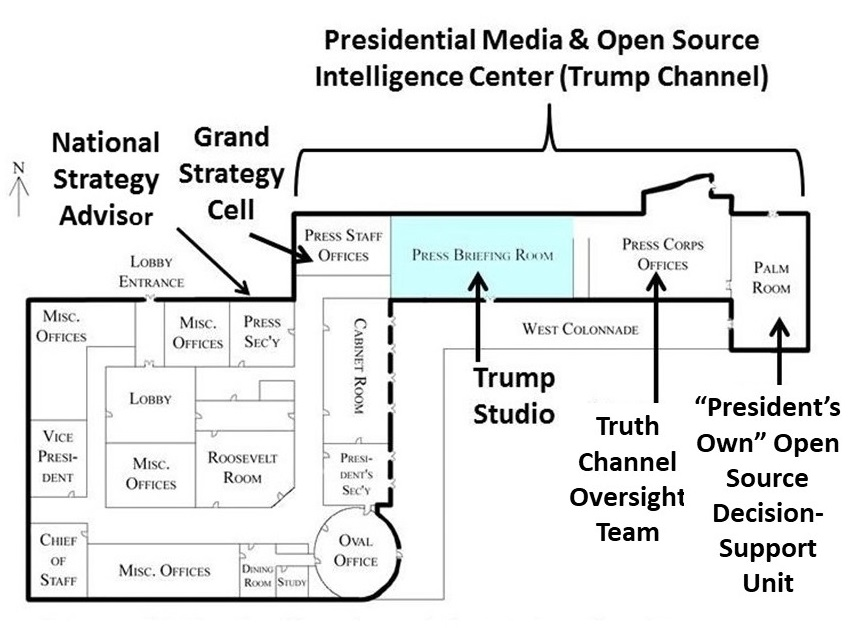 Presidential Media & Open Source
Intelligence Center (Trump Channel)
National
Strategy
Advisor
Grand
Strategy
Cell
N
LOBBY
ENTRANCE
PRESS STAFF
OFFICES
PRESS BRIEFING ROOM
PRESS CORPS
OFFICES
PALM
ROOM
MISC.
OFFICES
MISC.
OFFICES
PRESS
SEC'Y
CABINET ROOM
WEST COLONNADE
LOBBY
VICE
PRESI-
DENT
MISC.
OFFICES
ROOSEVELT
ROOM
PRESI-
DENT'S
SEC'Y
CHIEF
OF
STAFF
MISC. OFFICES
DINING
ROOM
STUDY
OVAL
OFFICE
Trump
Studio
Truth
Channel
Oversight
Team
“President’s
Own” Open
Source
Decision-
Support
Unit